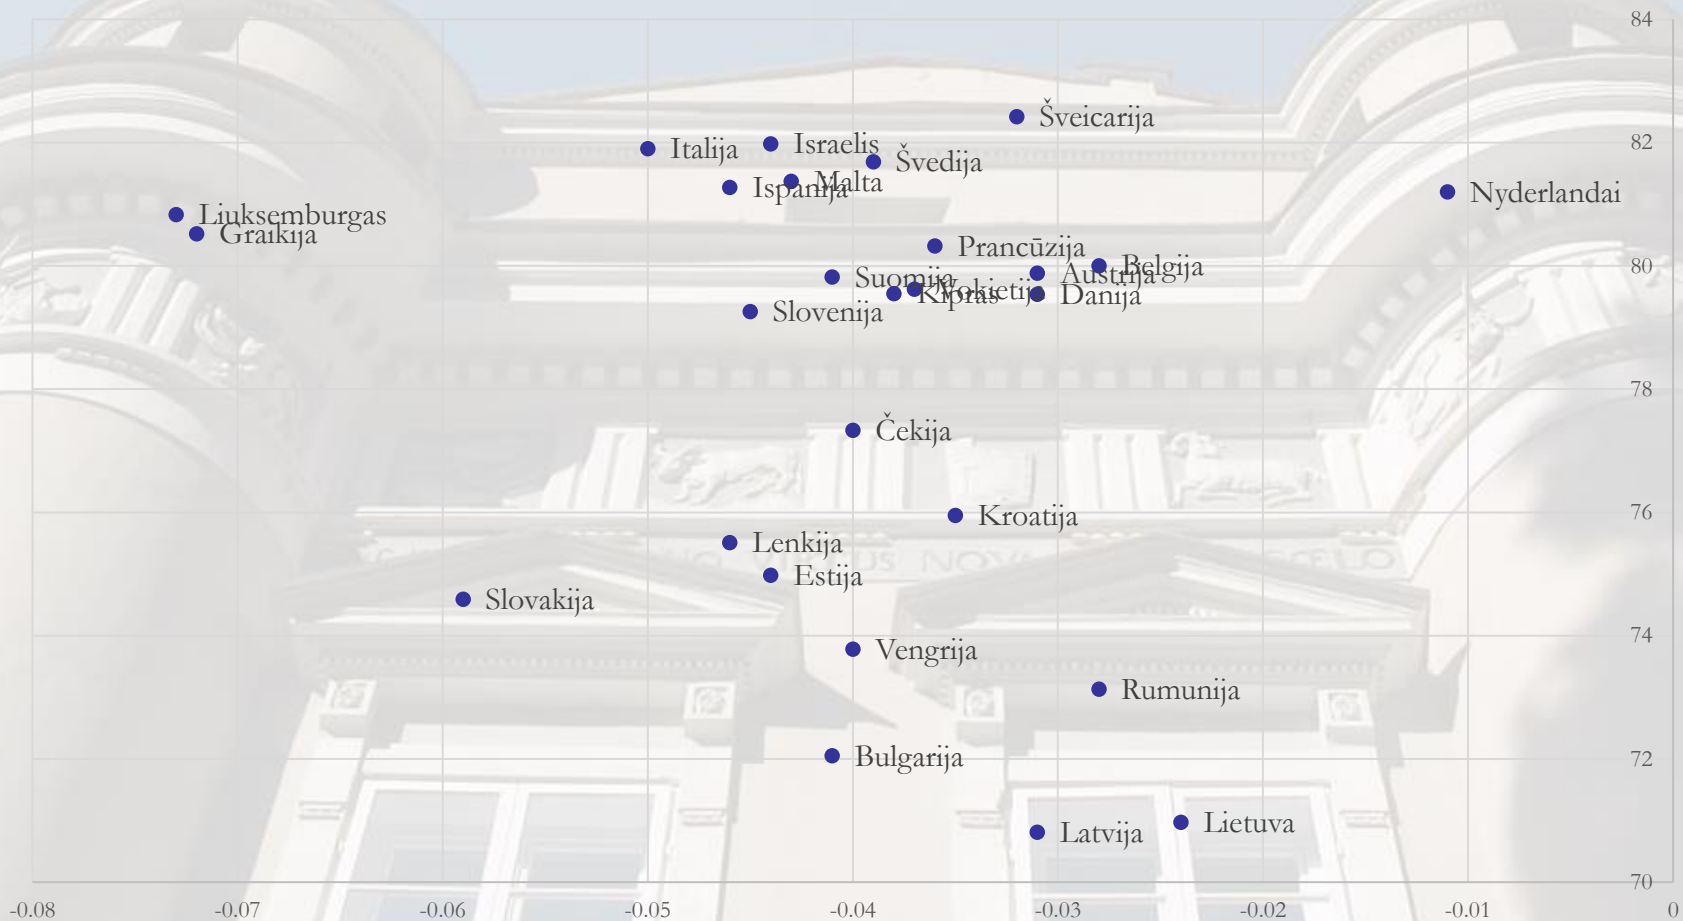 84
Šveicarija
82
Italija
Israelis
Švedija
Ispanija
Malta
Nyderlandai
Liuksemburgas
Graikija
Prancūzija
80
Suomija
Austrija
Belgija
Kipras
Vokietija
Danija
Slovenija
78
Čekija
76
Kroatija
Lenkija
Estija
Slovakija
74
Vengrija
Rumunija
72
Bulgarija
Latvija
Lietuva
70
-0.08 -0.07 -0.06 -0.05 -0.04 -0.03 -0.02 -0.01 0